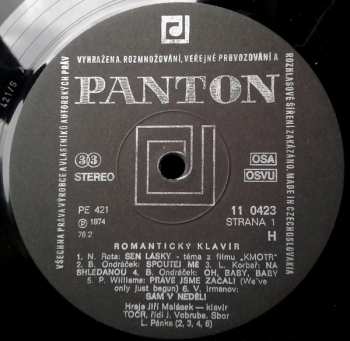 VŠECHNA PRÁVA VÝROBCE A VLASTNÍKŮ AUTORSKÝCH PRÁV VYHRAŽENA. ROZMNOŽOVÁNÍ, VEŘEJNÉ PROVOZOVÁNÍ A ROZHLASOVÉ ŠÍŘENÍ ZAKÁZÁNO. MADE IN CZECHOSLOVAKIA
PANTON
33
STEREO
OSA
OSVU
PE 421
℗ 1974
76.2
11 0423
STRANA 1
H
ROMANTICKÝ KLAVÍR
1. N. Rota: SEN LÁSKY - téma z filmu „KMOTR"
2. B. Ondráček: SPOUTEJ MĚ 3. L. Korbař: NA
SHLEDANOU 4. B. Ondráček: OH, BABY, BABY
5. P. Williams: PRÁVĚ JSME ZAČALI (We've
only just begun) 6. V. Irmanov:
SÁM V NEDĚLI
Hraje Jiří Malásek — klavír
TOČR, řídí J. Vobruba. Sbor
L. Pánka (2, 3, 4, 6)